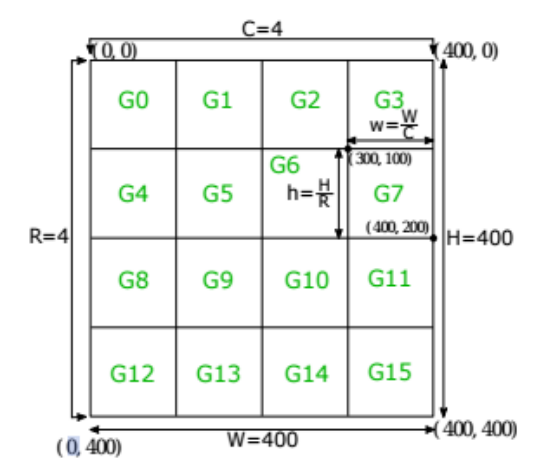 C=4
(0, 0)
(400, 0)
G0 G1 G2 G3
w=W/C
(300, 100)
G4 G5 G6 G7
h=H/R
(400, 200)
R=4
H=400
G8 G9 G10 G11
G12 G13 G14 G15
(0, 400)
W=400
(400, 400)